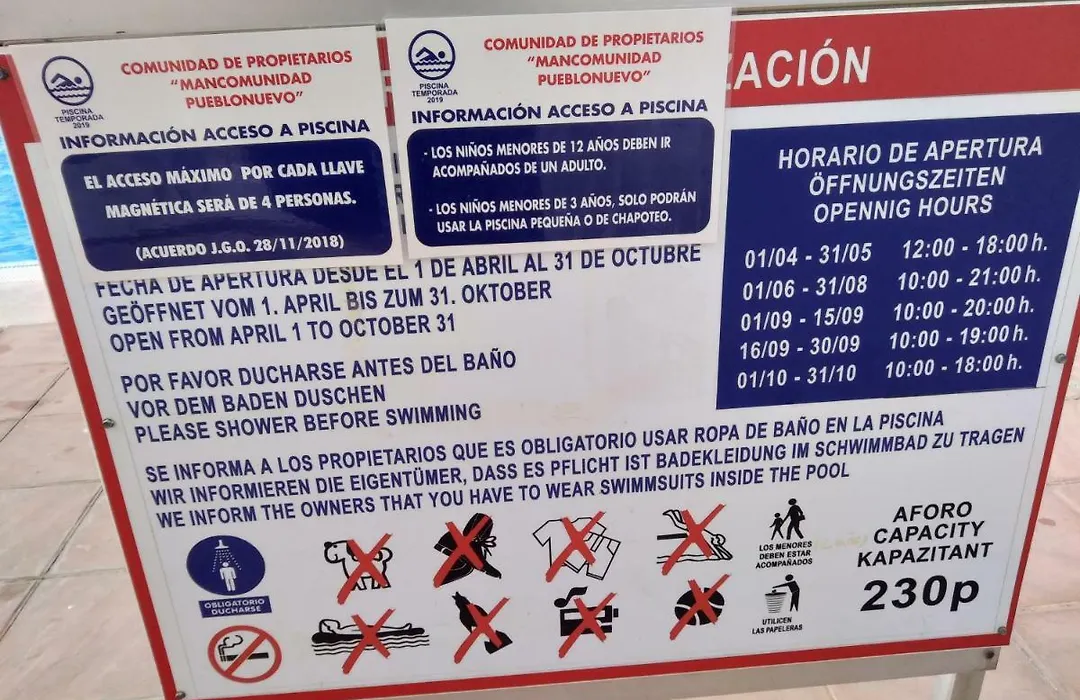 PISCINA
TEMPORADA
2019
COMUNIDAD DE PROPIETARIOS
“MANCOMUNIDAD
PUEBLONUEVO”
INFORMACIÓN ACCESO A PISCINA
EL ACCESO MÁXIMO POR CADA LLAVE
MAGNÉTICA SERÁ DE 4 PERSONAS.
(ACUERDO J.G.O. 28/11/2018)
PISCINA
TEMPORADA
2019
COMUNIDAD DE PROPIETARIOS
“MANCOMUNIDAD
PUEBLONUEVO”
INFORMACIÓN ACCESO A PISCINA
- LOS NIÑOS MENORES DE 12 AÑOS DEBEN IR
ACOMPAÑADOS DE UN ADULTO.
- LOS NIÑOS MENORES DE 3 AÑOS, SOLO PODRÁN
USAR LA PISCINA PEQUEÑA O DE CHAPOTEO.
ZACIÓN
HORARIO DE APERTURA
ÖFFNUNGSZEITEN
OPENNIG HOURS
01/04 - 31/05 12:00 - 18:00 h.
01/06 - 31/08 10:00 - 21:00 h.
01/09 - 15/09 10:00 - 20:00 h.
16/09 - 30/09 10:00 - 19:00 h.
01/10 - 31/10 10:00 - 18:00 h.
FECHA DE APERTURA DESDE EL 1 DE ABRIL AL 31 DE OCTUBRE
GEÖFFNET VOM 1. APRIL BIS ZUM 31. OKTOBER
OPEN FROM APRIL 1 TO OCTOBER 31
POR FAVOR DUCHARSE ANTES DEL BAÑO
VOR DEM BADEN DUSCHEN
PLEASE SHOWER BEFORE SWIMMING
SE INFORMA A LOS PROPIETARIOS QUE ES OBLIGATORIO USAR ROPA DE BAÑO EN LA PISCINA
WIR INFORMIEREN DIE EIGENTÜMER, DASS ES PFLICHT IST BADEKLEIDUNG IM SCHWIMMBAD ZU TRAGEN
WE INFORM THE OWNERS THAT YOU HAVE TO WEAR SWIMMSUITS INSIDE THE POOL
OBLIGATORIO
DUCHARSE
LOS MENORES
DEBEN ESTAR
ACOMPAÑADOS
UTILICEN
LAS PAPELERAS
AFORO
CAPACITY
KAPAZITANT
230p